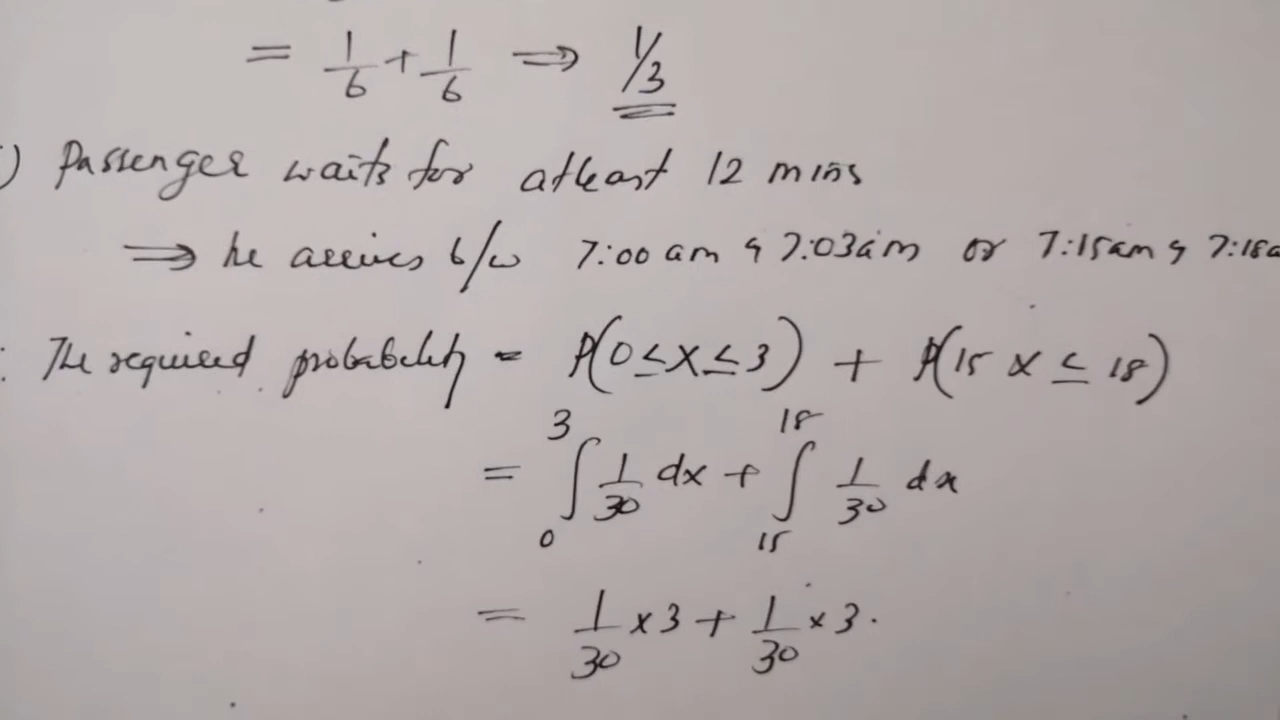 = 1/6 + 1/6 ⟹ 1/3
) Passenger waits for atleast 12 mins
⟹ he arrives b/w 7:00 am & 7:03am or 7:15am & 7:18a
: The required probability = P(0≤X≤3) + P(15 X ≤ 18)
= ∫₀³ 1/30 dx + ∫₁₅¹⁸ 1/30 dx
= 1/30 × 3 + 1/30 × 3.